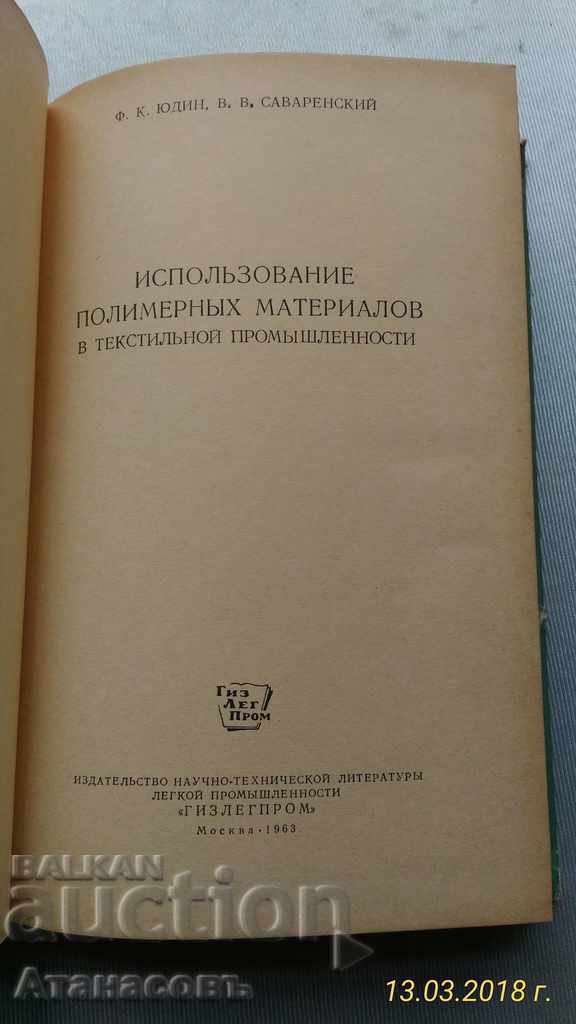 Ф. К. ЮДИН, В. В. САВАРЕНСКИЙ
ИСПОЛЬЗОВАНИЕ
ПОЛИМЕРНЫХ МАТЕРИАЛОВ
В ТЕКСТИЛЬНОЙ ПРОМЫШЛЕННОСТИ
ГИЗ
ЛЕГ
ПРОМ
ИЗДАТЕЛЬСТВО НАУЧНО-ТЕХНИЧЕСКОЙ ЛИТЕРАТУРЫ
ЛЕГКОЙ ПРОМЫШЛЕННОСТИ
«ГИЗЛЕГПРОМ»
Москва · 1963
BALKAN
auction
Атанасовъ
13.03.2018 г.